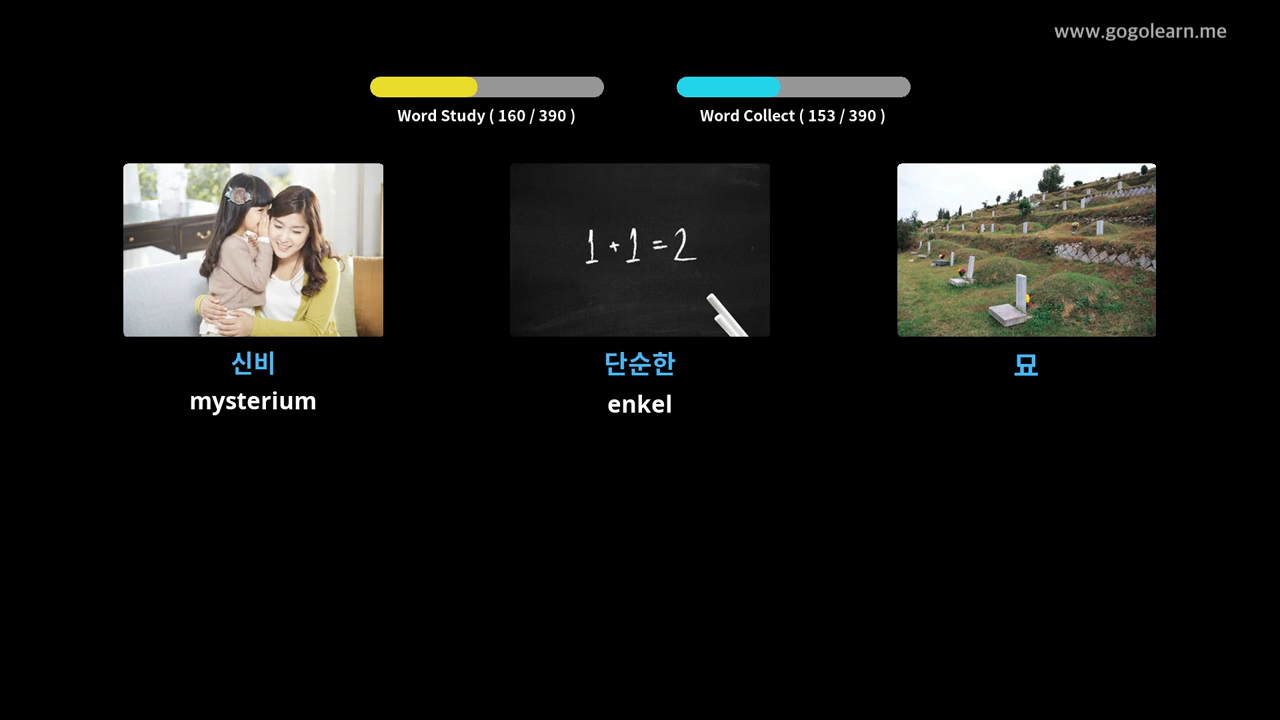 www.gogolearn.me
Word Study ( 160 / 390 )
Word Collect ( 153 / 390 )
1+1=2
신비
mysterium
단순한
enkel
묘